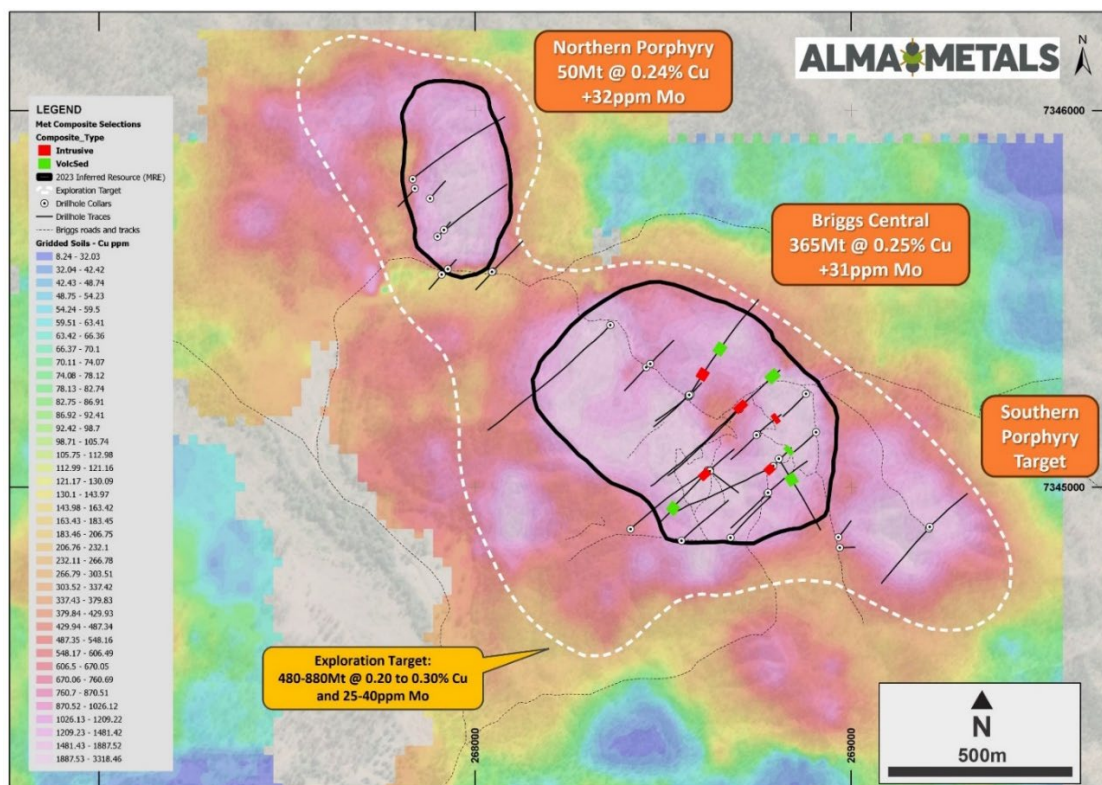 Northern Porphyry
50Mt @ 0.24% Cu
+32ppm Mo
ALMA METALS
N
7346000
LEGEND
Met Composite Selections
Composite_Type
Intrusive
VolcSed
2023 Inferred Resource (MRE)
Exploration Target
Drillhole Collars
Drillhole Traces
Briggs roads and tracks
Gridded Soils - Cu ppm
8.24 - 32.03
32.04 - 42.42
42.43 - 48.74
48.75 - 54.23
54.24 - 59.5
59.51 - 63.41
63.42 - 66.36
66.37 - 70.1
70.11 - 74.07
74.08 - 78.12
78.13 - 82.74
82.75 - 86.91
86.92 - 92.41
92.42 - 98.7
98.71 - 105.74
105.75 - 112.98
112.99 - 121.16
121.17 - 130.09
130.1 - 143.97
143.98 - 163.42
163.43 - 183.45
183.46 - 206.75
206.76 - 232.1
232.11 - 266.78
266.79 - 303.51
303.52 - 337.42
337.43 - 379.83
379.84 - 429.93
429.94 - 487.34
487.35 - 548.16
548.17 - 606.49
606.5 - 670.05
670.06 - 760.69
760.7 - 870.51
870.52 - 1026.12
1026.13 - 1209.22
1209.23 - 1481.42
1481.43 - 1887.52
1887.53 - 3318.46
Briggs Central
365Mt @ 0.25% Cu
+31ppm Mo
Southern
Porphyry
Target
7345000
Exploration Target:
480-880Mt @ 0.20 to 0.30% Cu
and 25-40ppm Mo
268000
269000
N
500m